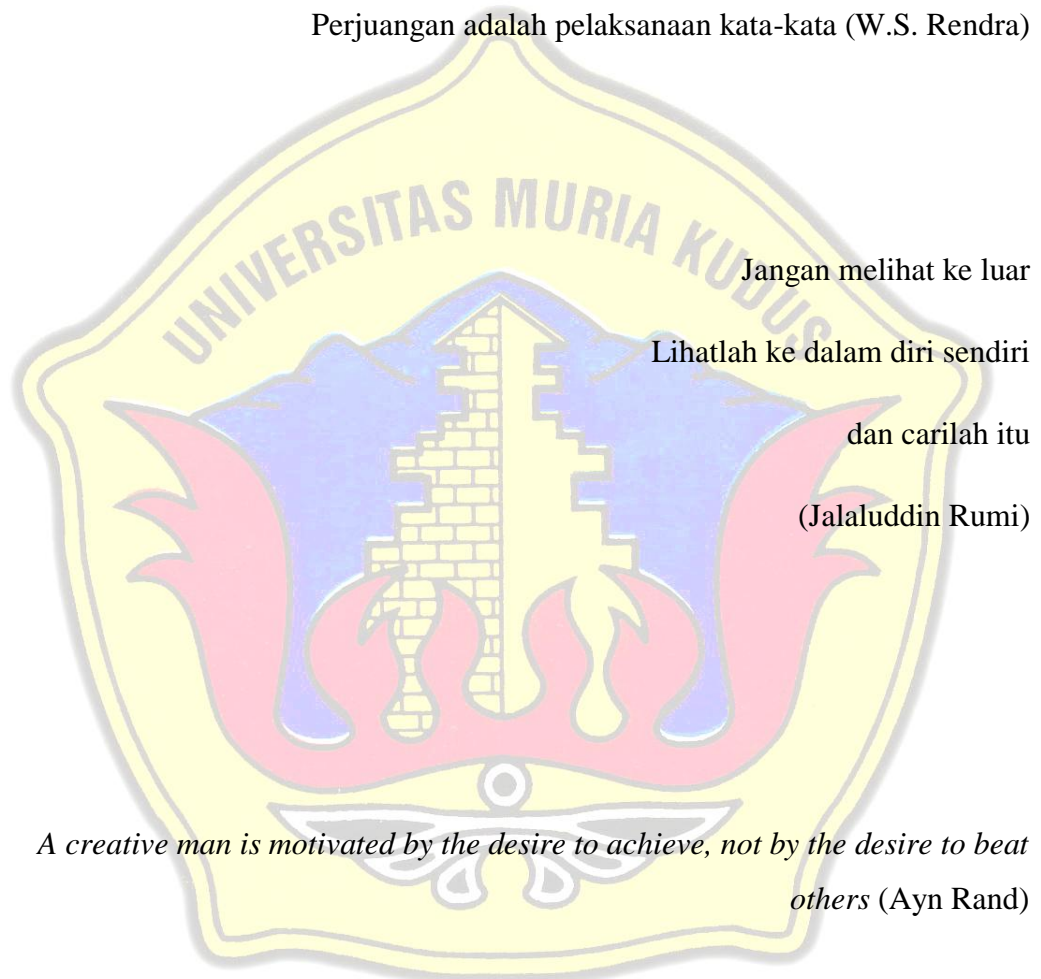 Perjuangan adalah pelaksanaan kata-kata (W.S. Rendra)
UNIVERSITAS MURIA KUDUS
Jangan melihat ke luar
Lihatlah ke dalam diri sendiri
dan carilah itu
(Jalaluddin Rumi)
A creative man is motivated by the desire to achieve, not by the desire to beat
others (Ayn Rand)